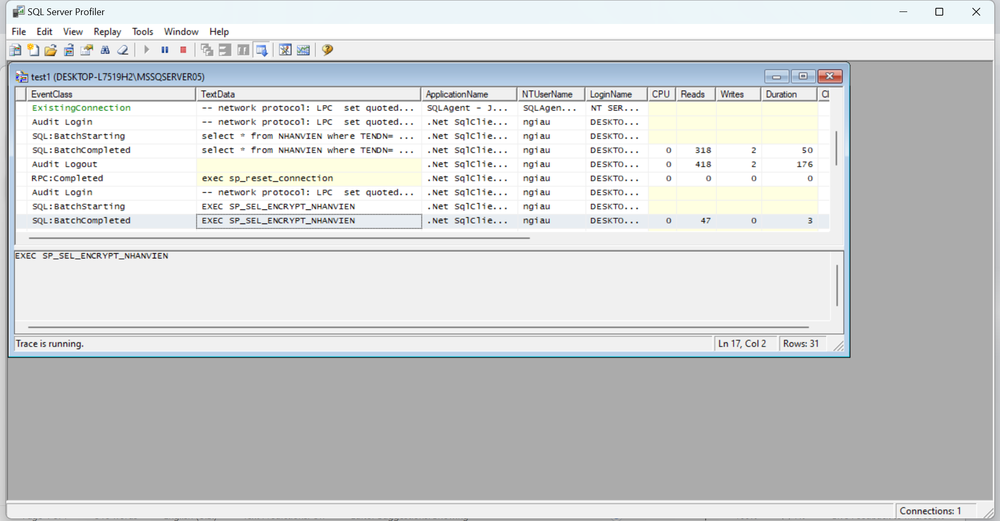 SQL Server Profiler
File Edit View Replay Tools Window Help
test1 (DESKTOP-L7519H2\MSSQSERVER05)
EventClass TextData ApplicationName NTUserName LoginName CPU Reads Writes Duration Cl
ExistingConnection -- network protocol: LPC set quoted... SQLAgent - J... SQLAgen... NT SER...
Audit Login -- network protocol: LPC set quoted... .Net SqlClie... ngiau DESKTO...
SQL:BatchStarting select * from NHANVIEN where TENDN= ... .Net SqlClie... ngiau DESKTO...
SQL:BatchCompleted select * from NHANVIEN where TENDN= ... .Net SqlClie... ngiau DESKTO... 0 318 2 50
Audit Logout .Net SqlClie... ngiau DESKTO... 0 418 2 176
RPC:Completed exec sp_reset_connection .Net SqlClie... ngiau DESKTO... 0 0 0 0
Audit Login -- network protocol: LPC set quoted... .Net SqlClie... ngiau DESKTO...
SQL:BatchStarting EXEC SP_SEL_ENCRYPT_NHANVIEN .Net SqlClie... ngiau DESKTO...
SQL:BatchCompleted EXEC SP_SEL_ENCRYPT_NHANVIEN .Net SqlClie... ngiau DESKTO... 0 47 0 3
EXEC SP_SEL_ENCRYPT_NHANVIEN
Trace is running. Ln 17, Col 2 Rows: 31
Connections: 1